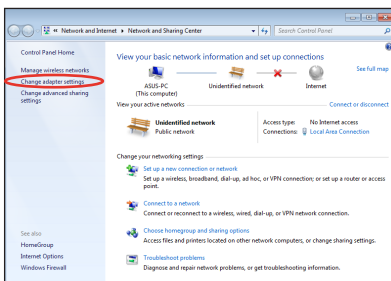 « Network and Internet ▸ Network and Sharing Center
Search Control Panel
Control Panel Home
Manage wireless networks
Change adapter settings
Change advanced sharing
settings
See also
HomeGroup
Internet Options
Windows Firewall
View your basic network information and set up connections
See full map
ASUS-PC
(This computer)
Unidentified network
Internet
View your active networks
Connect or disconnect
Unidentified network
Public network
Access type: No Internet access
Connections: Local Area Connection
Change your networking settings
Set up a new connection or network
Set up a wireless, broadband, dial-up, ad hoc, or VPN connection; or set up a router or access
point.
Connect to a network
Connect or reconnect to a wireless, wired, dial-up, or VPN network connection.
Choose homegroup and sharing options
Access files and printers located on other network computers, or change sharing settings.
Troubleshoot problems
Diagnose and repair network problems, or get troubleshooting information.